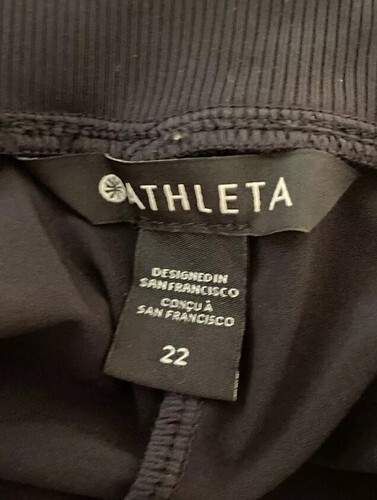 ATHLETA
DESIGNED IN
SAN FRANCISCO
CONÇU À
SAN FRANCISCO
22